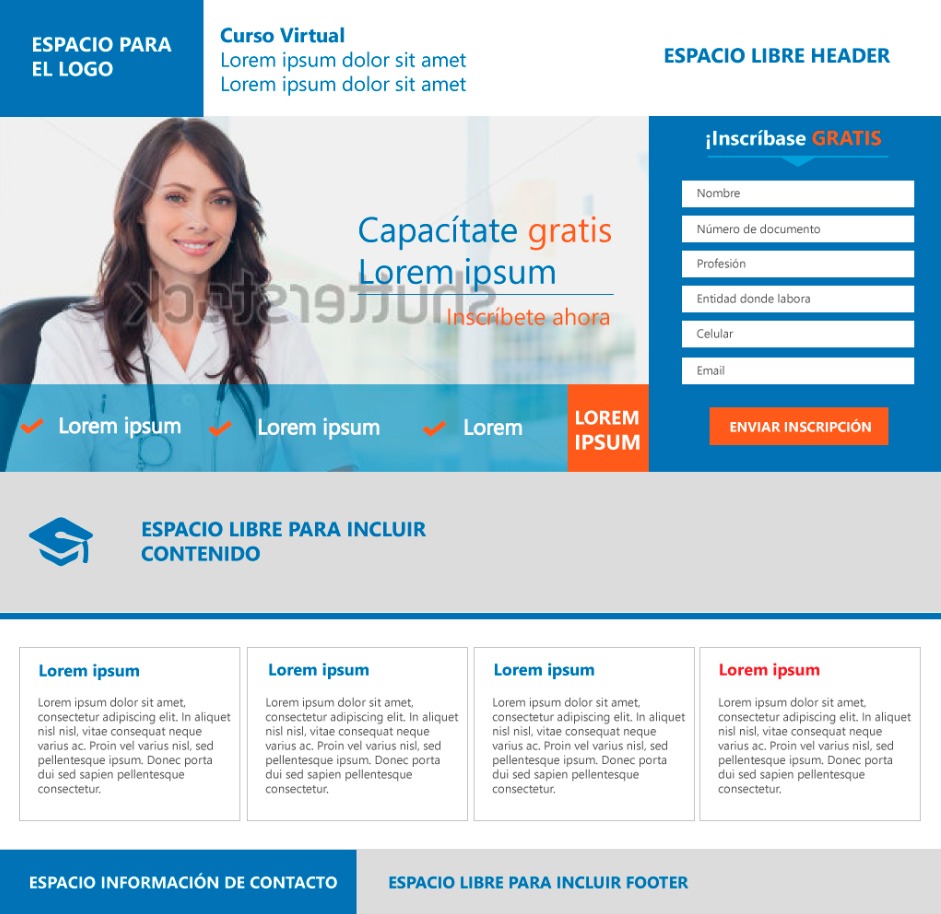 ESPACIO PARA
EL LOGO
Curso Virtual
Lorem ipsum dolor sit amet
Lorem ipsum dolor sit amet
ESPACIO LIBRE HEADER
Capacítate gratis
Lorem ipsum
Inscríbete ahora
shutterstock
Lorem ipsum
Lorem ipsum
Lorem
LOREM
IPSUM
¡Inscríbase GRATIS
Nombre
Número de documento
Profesión
Entidad donde labora
Celular
Email
ENVIAR INSCRIPCIÓN
ESPACIO LIBRE PARA INCLUIR
CONTENIDO
Lorem ipsum
Lorem ipsum dolor sit amet,
consectetur adipiscing elit. In aliquet
nisl nisl, vitae consequat neque
varius ac. Proin vel varius nisl, sed
pellentesque ipsum. Donec porta
dui sed sapien pellentesque
consectetur.
Lorem ipsum
Lorem ipsum dolor sit amet,
consectetur adipiscing elit. In aliquet
nisl nisl, vitae consequat neque
varius ac. Proin vel varius nisl, sed
pellentesque ipsum. Donec porta
dui sed sapien pellentesque
consectetur.
Lorem ipsum
Lorem ipsum dolor sit amet,
consectetur adipiscing elit. In aliquet
nisl nisl, vitae consequat neque
varius ac. Proin vel varius nisl, sed
pellentesque ipsum. Donec porta
dui sed sapien pellentesque
consectetur.
Lorem ipsum
Lorem ipsum dolor sit amet,
consectetur adipiscing elit. In aliquet
nisl nisl, vitae consequat neque
varius ac. Proin vel varius nisl, sed
pellentesque ipsum. Donec porta
dui sed sapien pellentesque
consectetur.
ESPACIO INFORMACIÓN DE CONTACTO
ESPACIO LIBRE PARA INCLUIR FOOTER